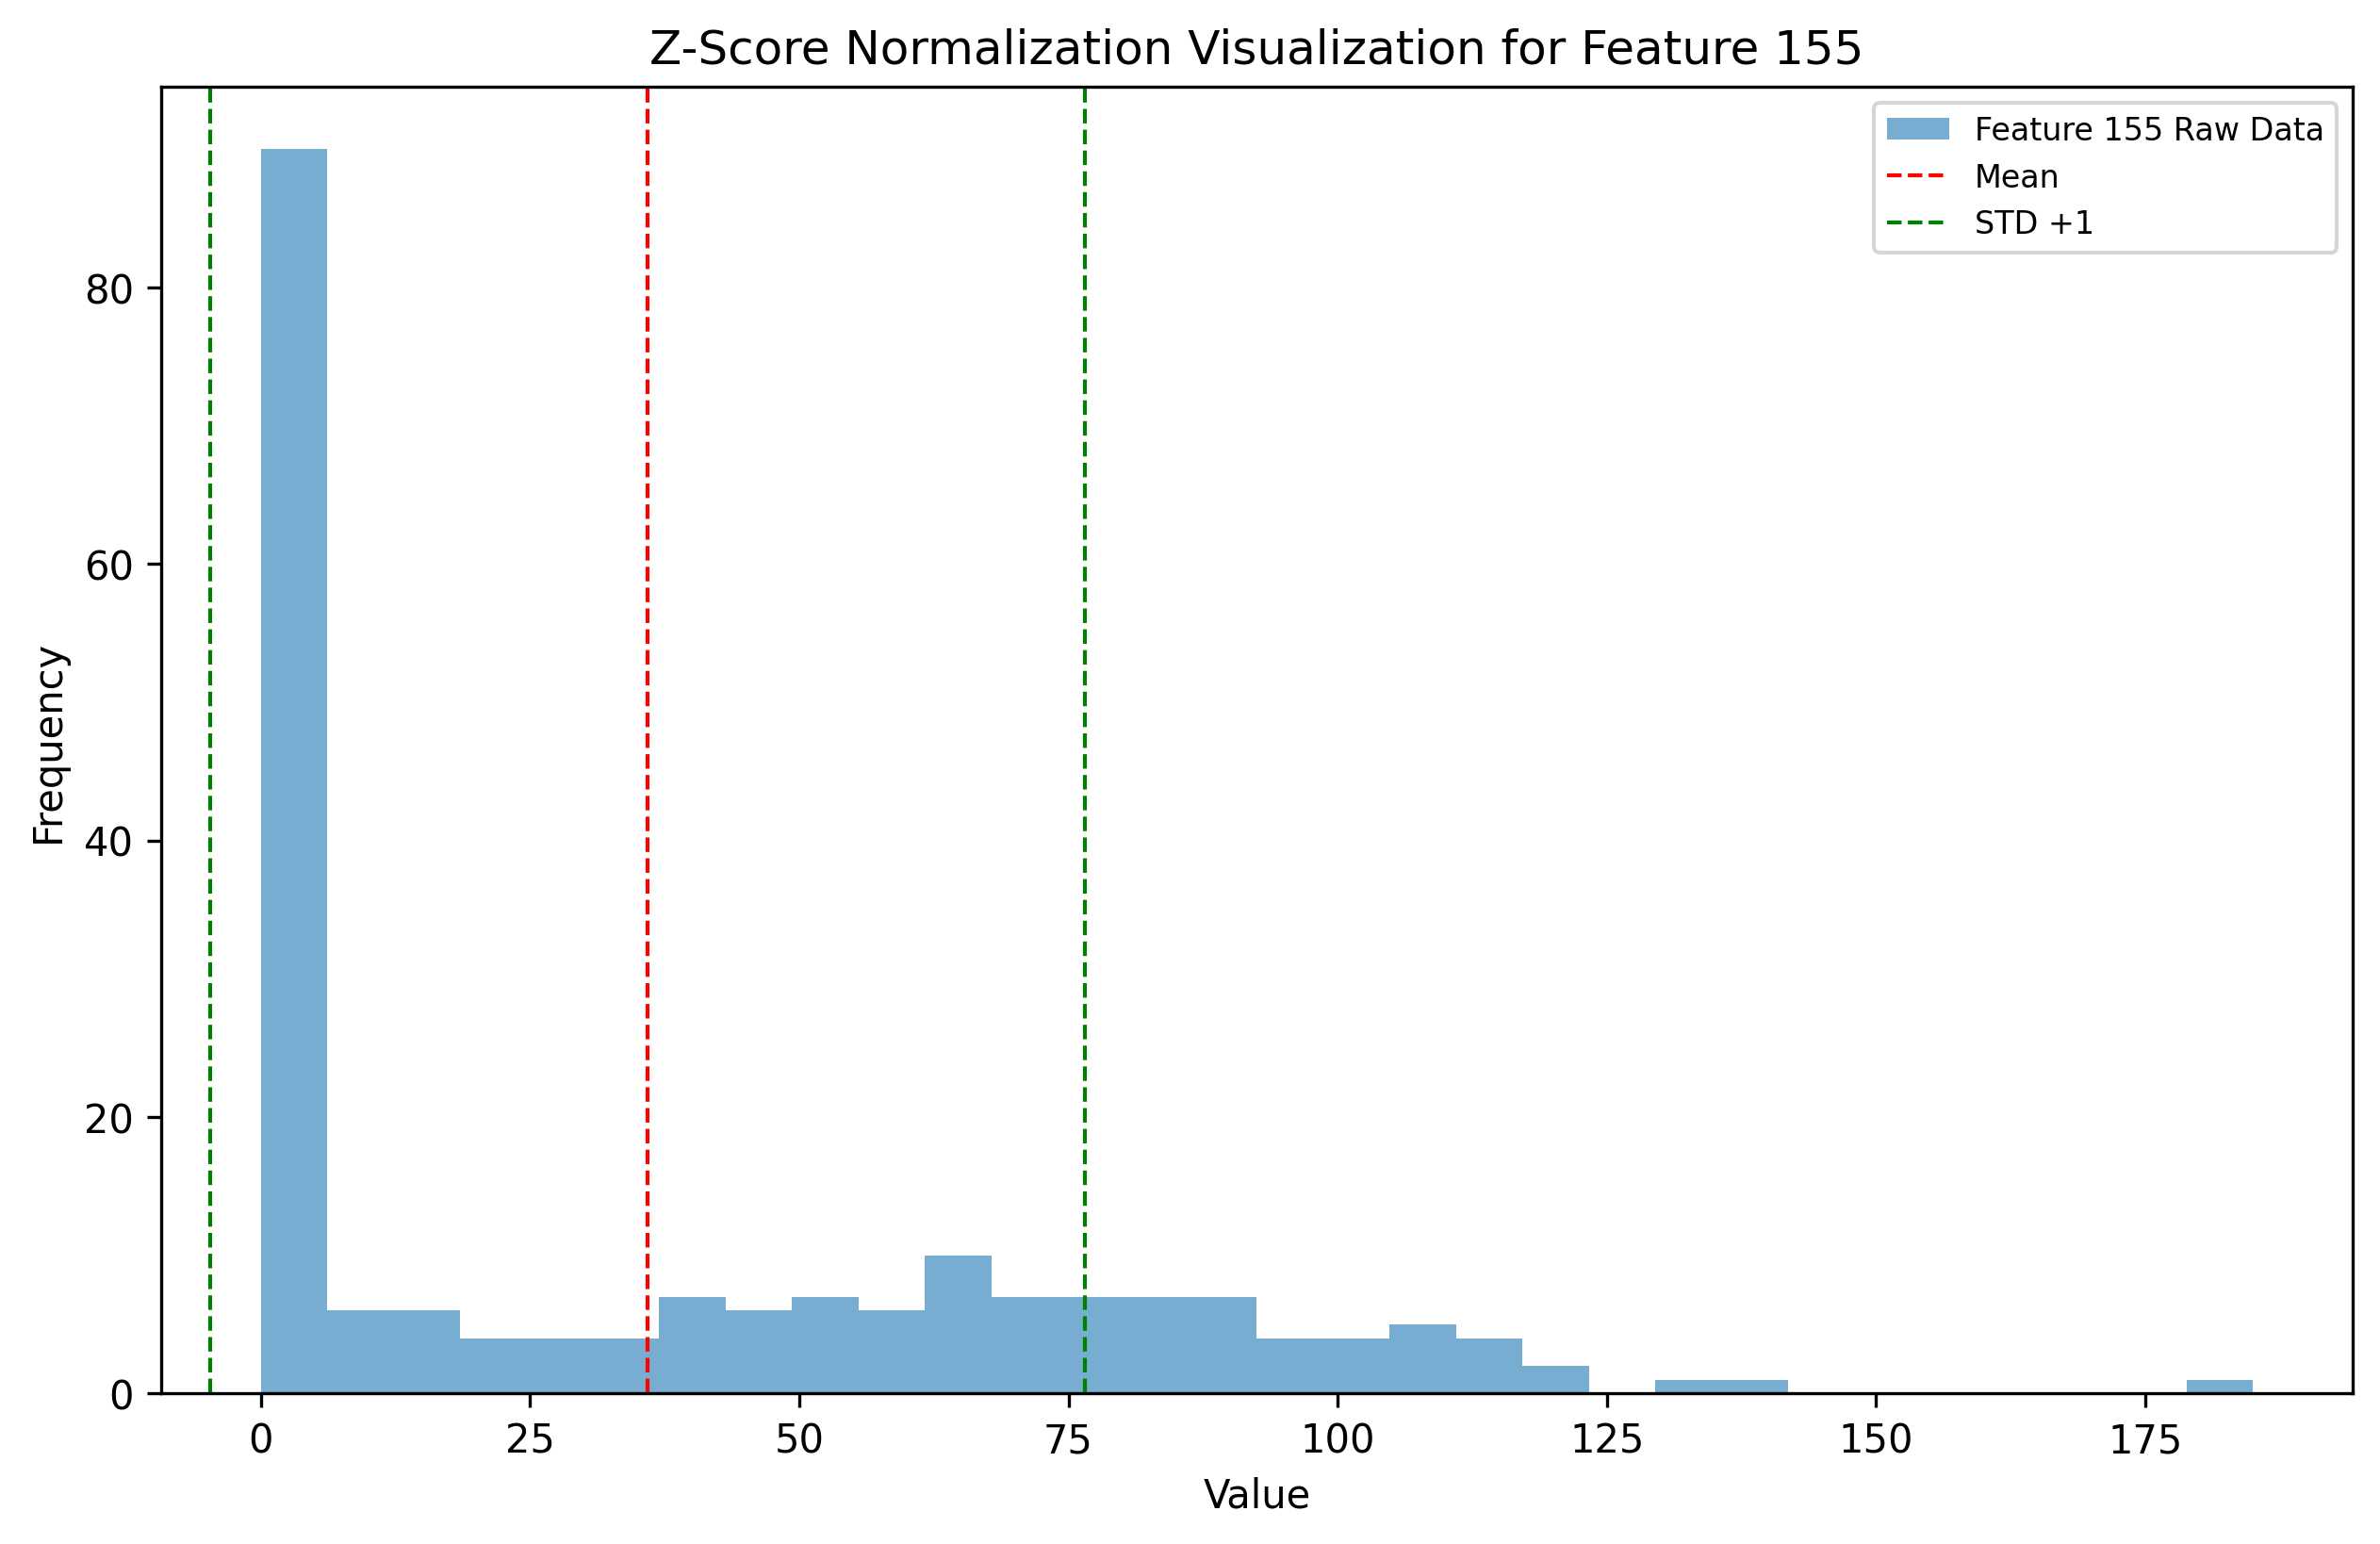 Z-Score Normalization Visualization for Feature 155
Feature 155 Raw Data
Mean
STD +1
80
60
40
20
0
Frequency
0 25 50 75 100 125 150 175
Value